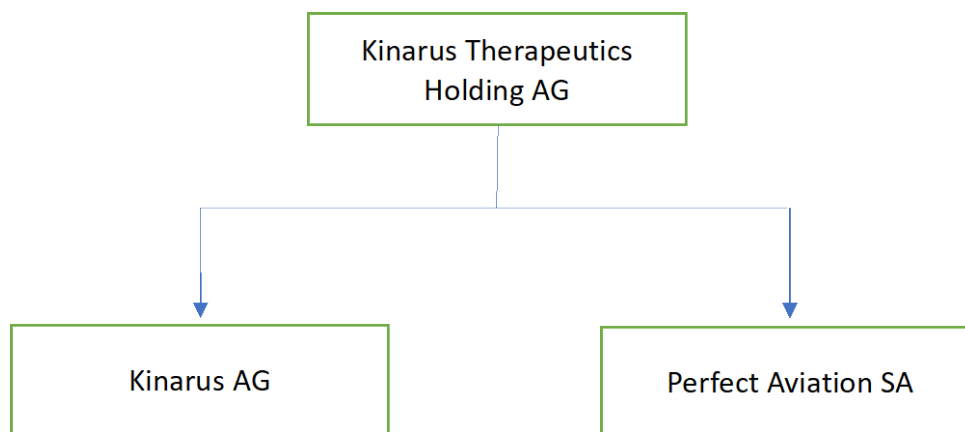 Kinarus Therapeutics
Holding AG
Kinarus AG
Perfect Aviation SA